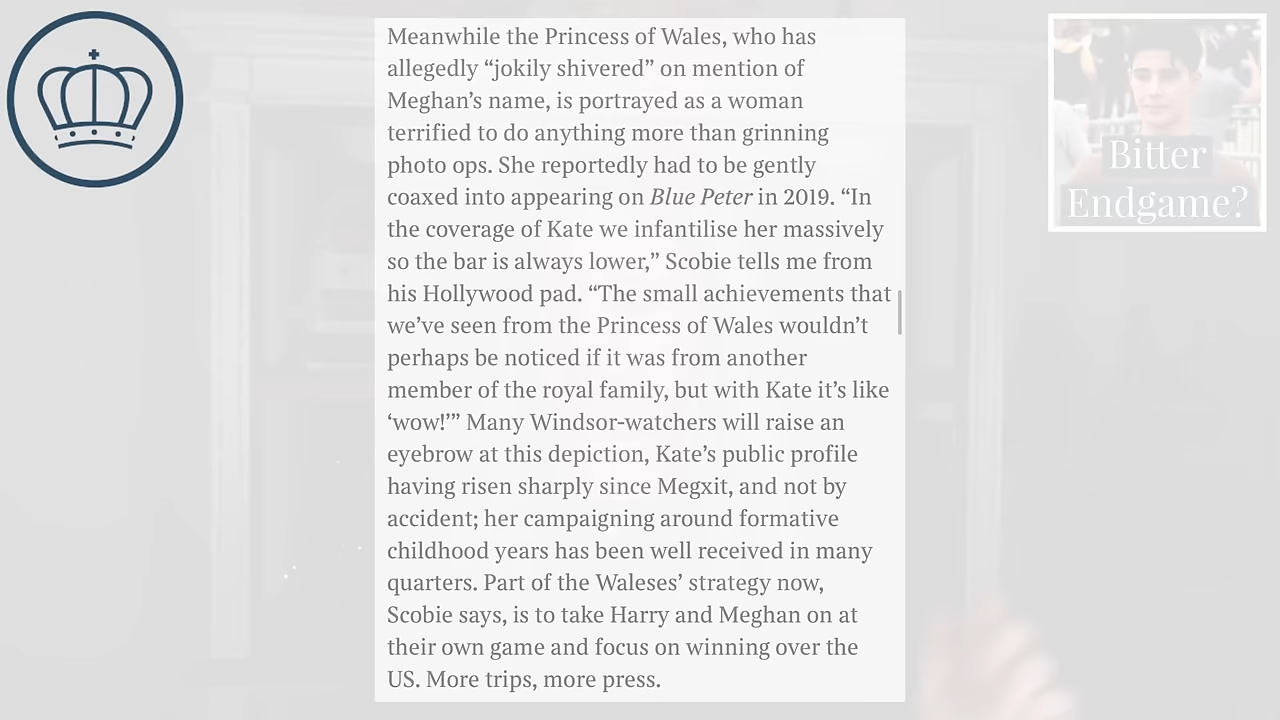 Meanwhile the Princess of Wales, who has
allegedly “jokily shivered” on mention of
Meghan’s name, is portrayed as a woman
terrified to do anything more than grinning
photo ops. She reportedly had to be gently
coaxed into appearing on Blue Peter in 2019. “In
the coverage of Kate we infantilise her massively
so the bar is always lower,” Scobie tells me from
his Hollywood pad. “The small achievements that
we’ve seen from the Princess of Wales wouldn’t
perhaps be noticed if it was from another
member of the royal family, but with Kate it’s like
‘wow!’” Many Windsor-watchers will raise an
eyebrow at this depiction, Kate’s public profile
having risen sharply since Megxit, and not by
accident; her campaigning around formative
childhood years has been well received in many
quarters. Part of the Waleses’ strategy now,
Scobie says, is to take Harry and Meghan on at
their own game and focus on winning over the
US. More trips, more press.
Bitter
Endgame?